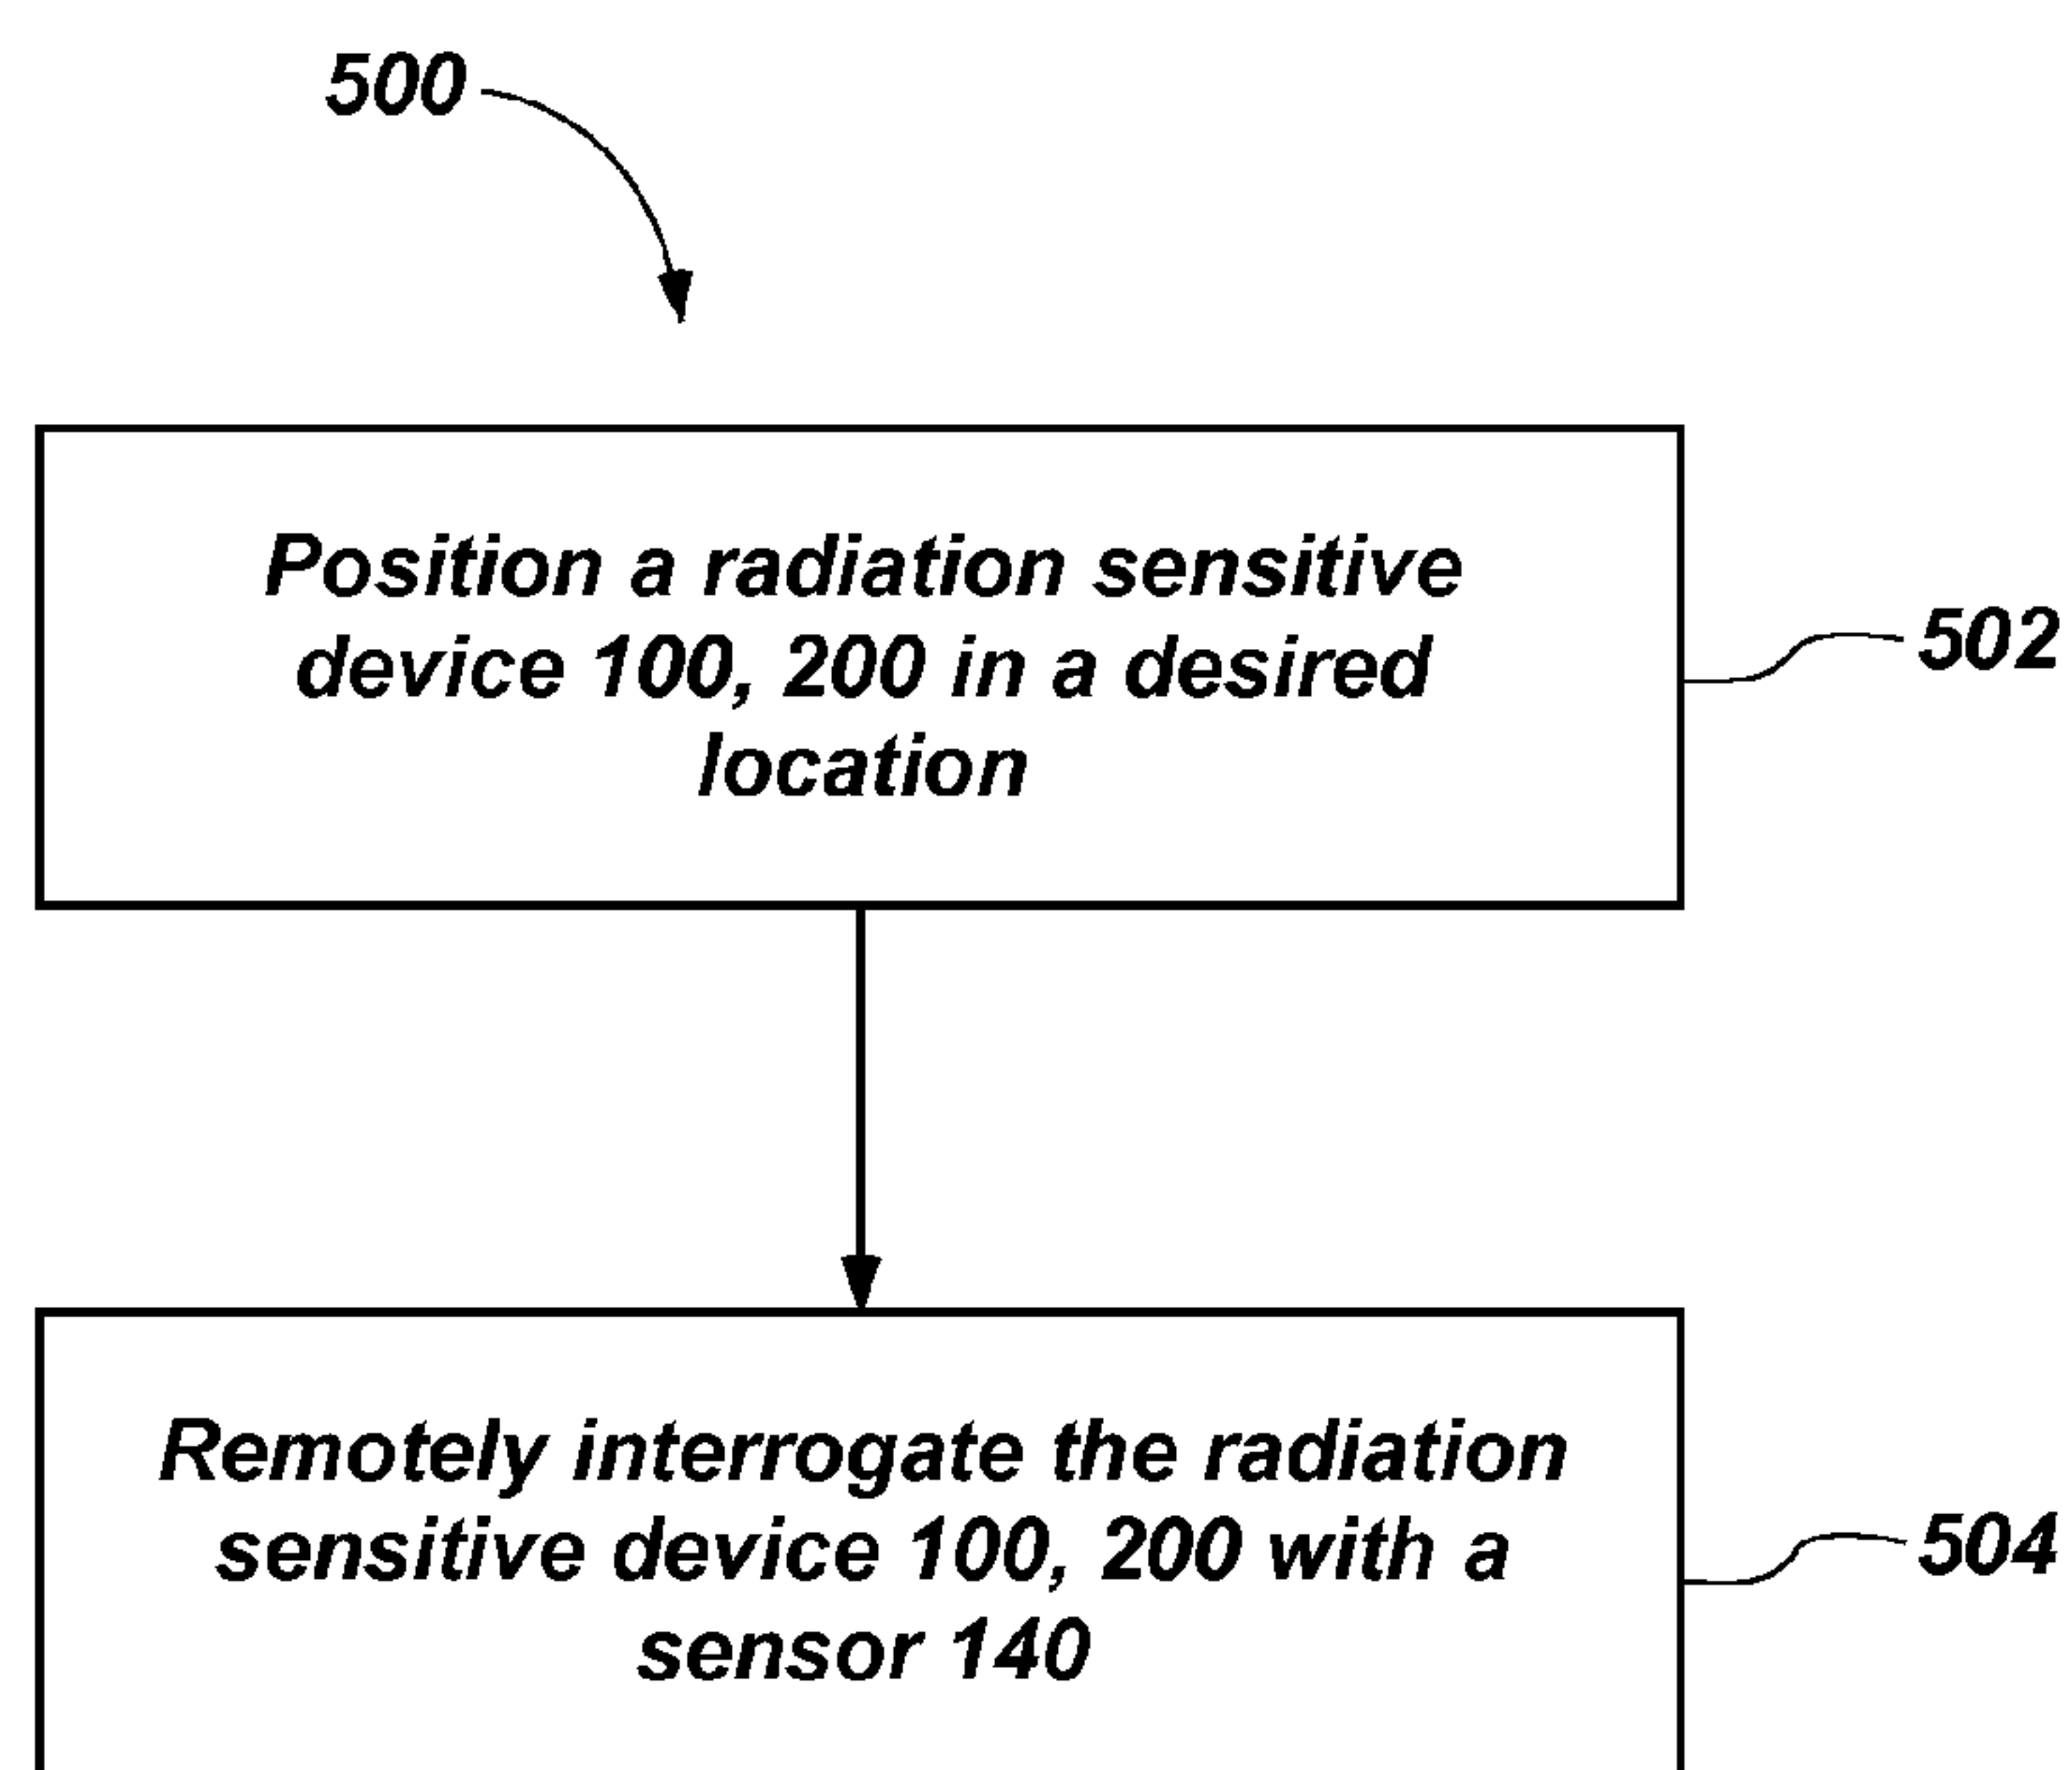 500
Position a radiation sensitive
device 100, 200 in a desired
location
502
Remotely interrogate the radiation
sensitive device 100, 200 with a
sensor 140
504